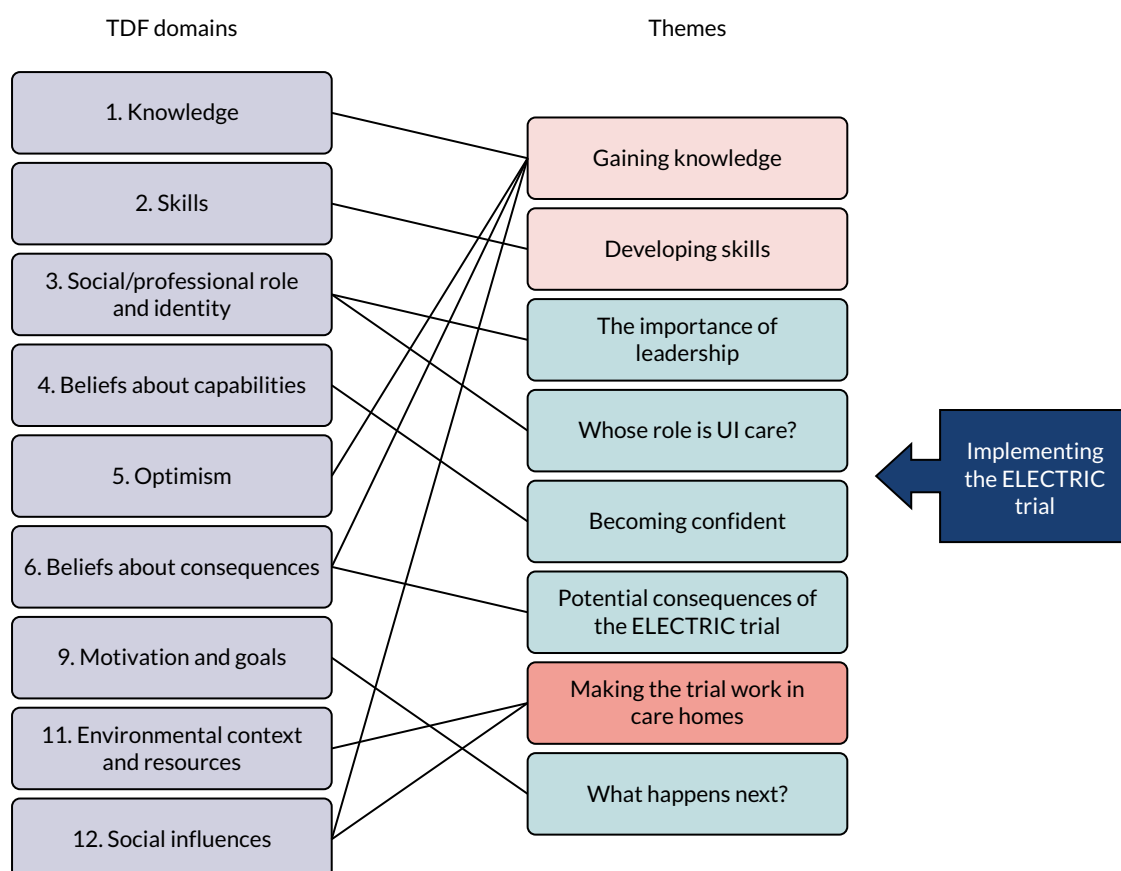 TDF domains
Themes
1. Knowledge
2. Skills
3. Social/professional role
and identity
4. Beliefs about capabilities
5. Optimism
6. Beliefs about consequences
9. Motivation and goals
11. Environmental context
and resources
12. Social influences
Gaining knowledge
Developing skills
The importance of
leadership
Whose role is UI care?
Becoming confident
Potential consequences of
the ELECTRIC trial
Making the trial work in
care homes
What happens next?
Implementing
the ELECTRIC
trial